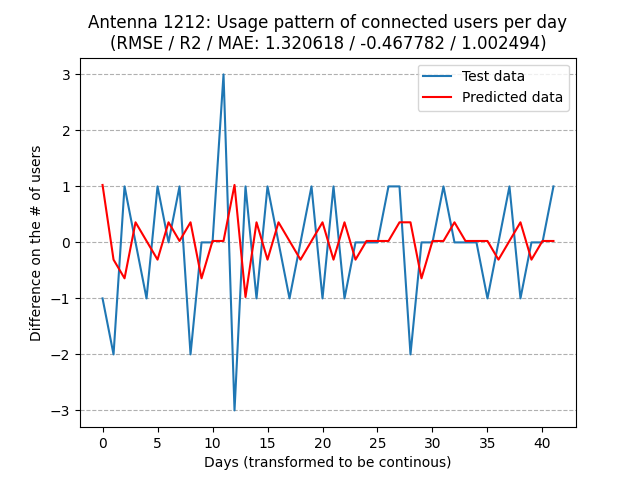 Antenna 1212: Usage pattern of connected users per day
(RMSE / R2 / MAE: 1.320618 / -0.467782 / 1.002494)
Test data
Predicted data
Difference on the # of users
3
2
1
0
−1
−2
−3
0 5 10 15 20 25 30 35 40
Days (transformed to be continous)